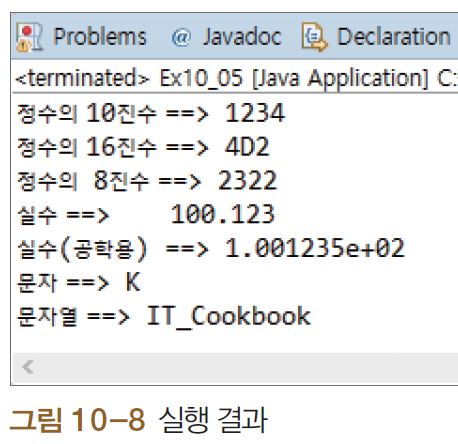 Problems @ Javadoc Declaration
<terminated> Ex10_05 [Java Application] C:
정수의 10진수 ==> 1234
정수의 16진수 ==> 4D2
정수의  8진수 ==> 2322
실수 ==>    100.123
실수(공학용) ==> 1.001235e+02
문자 ==> K
문자열 ==> IT_Cookbook
그림 10-8 실행 결과